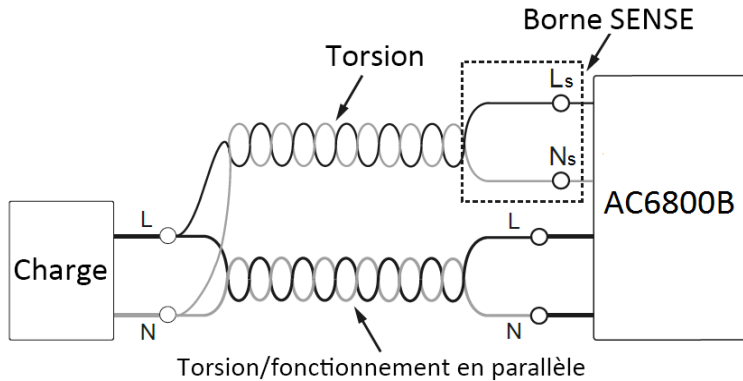 Borne SENSE
Torsion
Ls
Ns
AC6800B
L
L
Charge
N
N
Torsion/fonctionnement en parallèle